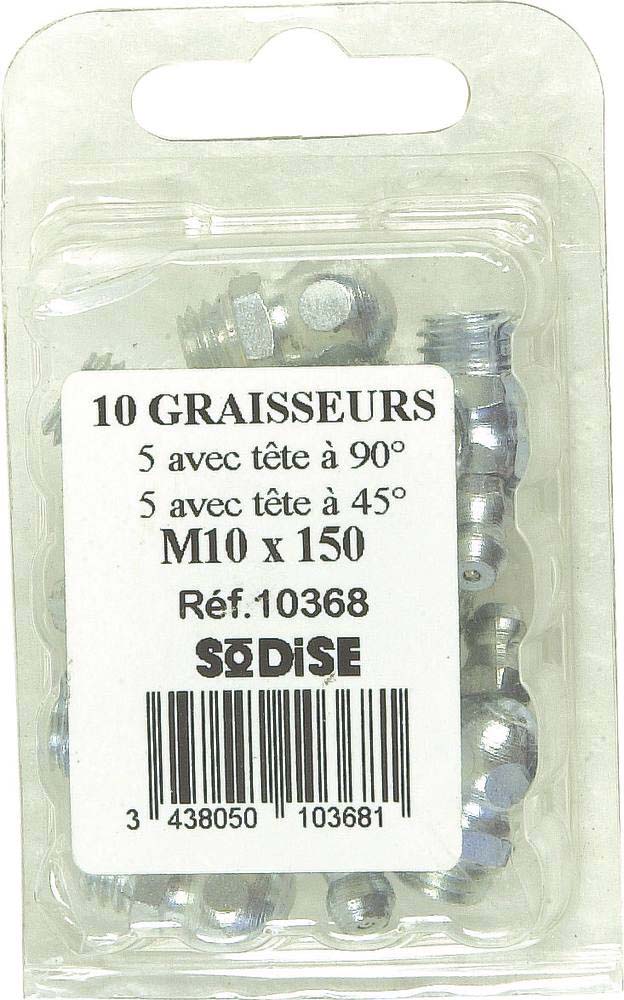 10 GRAISSEURS
5 avec tête à 90°
5 avec tête à 45°
M10 x 150
Réf.10368
SODiSE
3 438050 103681